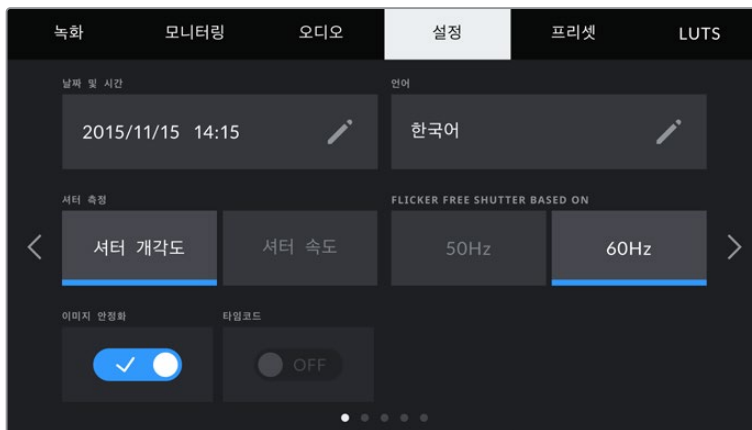 녹화 모니터링 오디오 설정 프리셋 LUTS
날짜 및 시간 언어
2015/11/15 14:15 한국어
셔터 측정 FLICKER FREE SHUTTER BASED ON
셔터 개각도 셔터 속도 50Hz 60Hz
이미지 안정화 타임코드
OFF